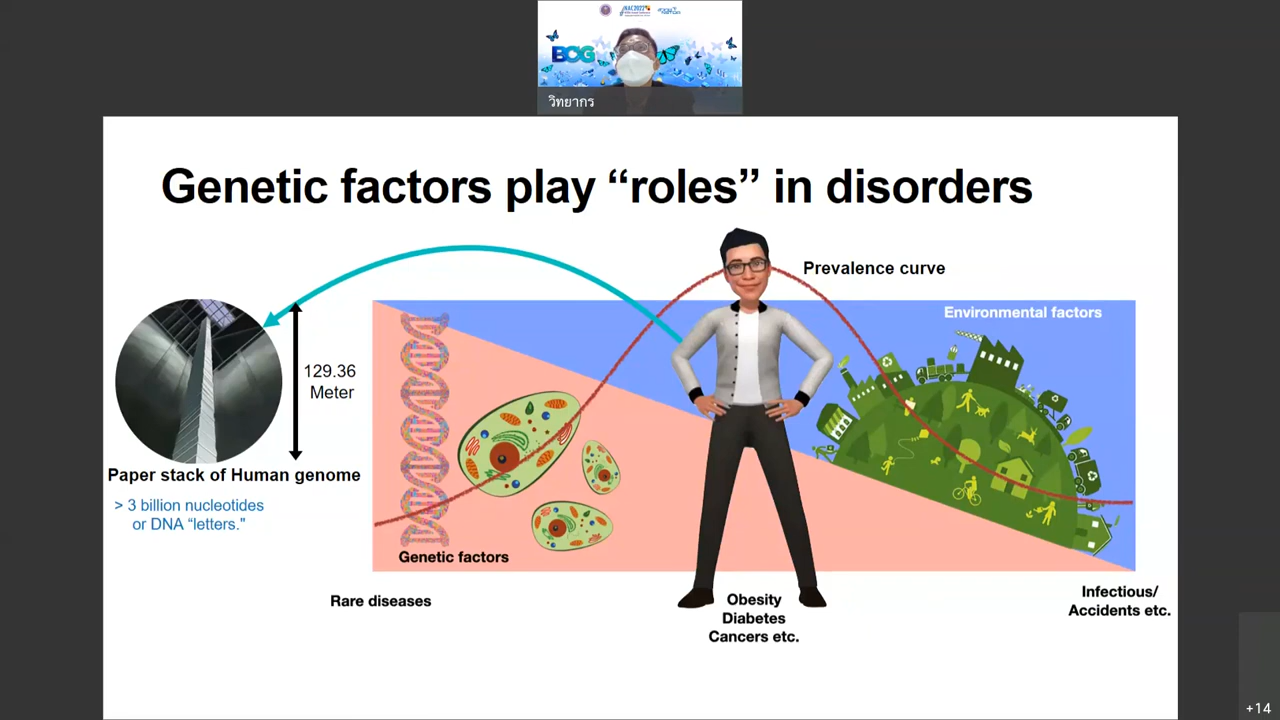 NAC2022
BCG
วิทยากร
Genetic factors play “roles” in disorders
Prevalence curve
Environmental factors
129.36
Meter
Paper stack of Human genome
> 3 billion nucleotides
or DNA “letters."
Genetic factors
Rare diseases
Obesity
Diabetes
Cancers etc.
Infectious/
Accidents etc.
+14